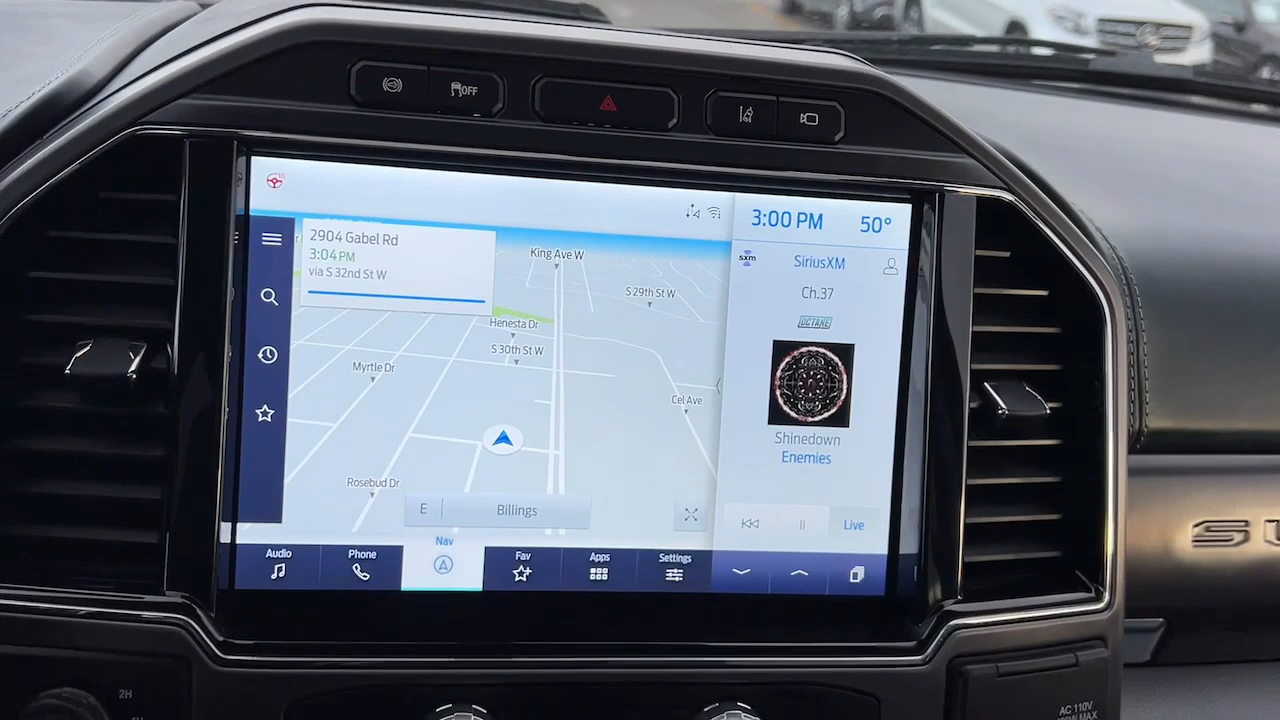 OFF
3:00 PM
50°
2904 Gabel Rd
3:04 PM
via S 32nd St W
King Ave W
S 29th St W
Henesta Dr
S 30th St W
Myrtle Dr
Cel Ave
Rosebud Dr
E
Billings
sxm
SiriusXM
Ch.37
OCTANE
Shinedown
Enemies
Live
Audio
Phone
Nav
Fav
Apps
Settings
SU
2H
AC 110V